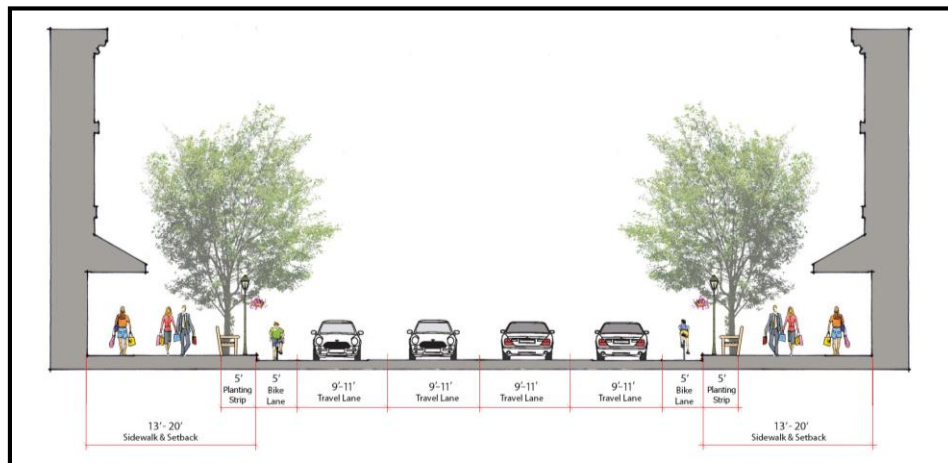 5'
Planting
Strip
5'
Bike
Lane
9'-11'
Travel Lane
9'-11'
Travel Lane
9'-11'
Travel Lane
9'-11'
Travel Lane
5'
Bike
Lane
5'
Planting
Strip
13' - 20'
Sidewalk & Setback
13' - 20'
Sidewalk & Setback